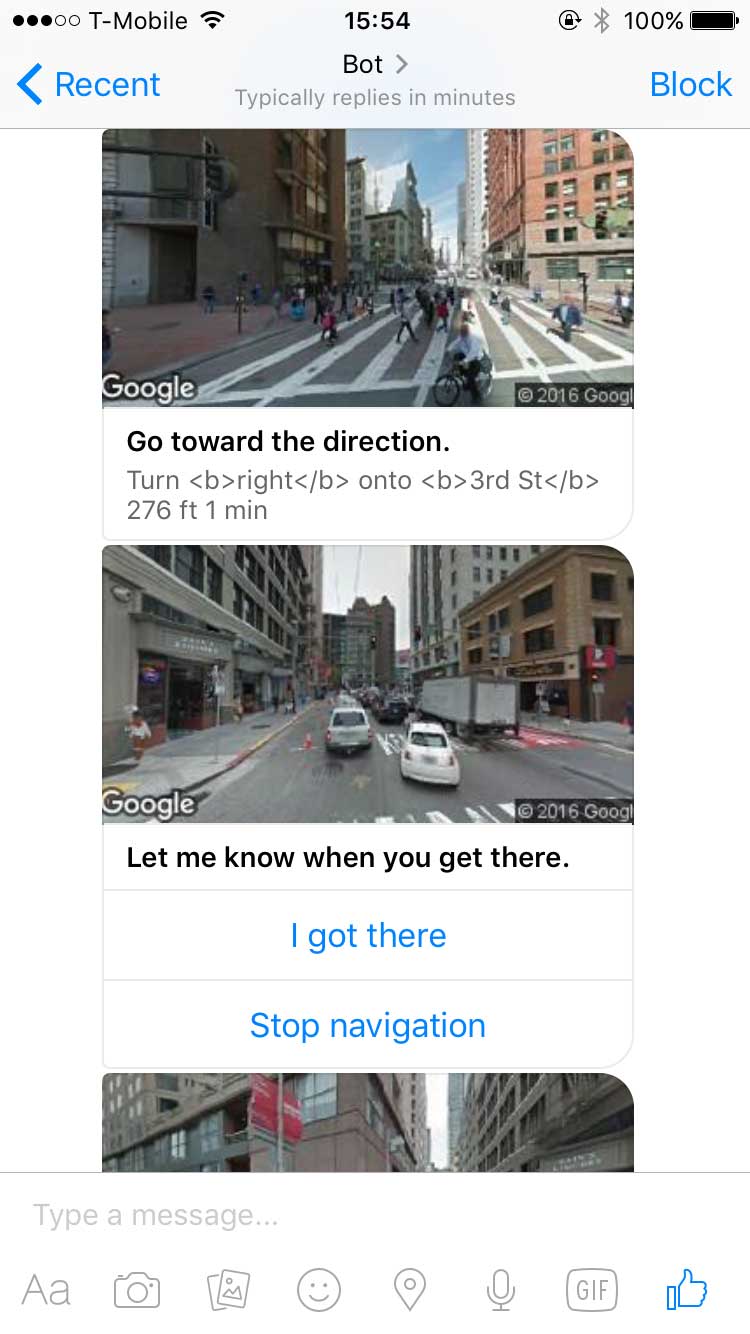 T-Mobile 15:54 100%
Recent Bot Block
Typically replies in minutes
Google © 2016 Googl
Go toward the direction.
Turn <b>right</b> onto <b>3rd St</b>
276 ft 1 min
Google © 2016 Googl
Let me know when you get there.
I got there
Stop navigation
Type a message...
Aa GIF